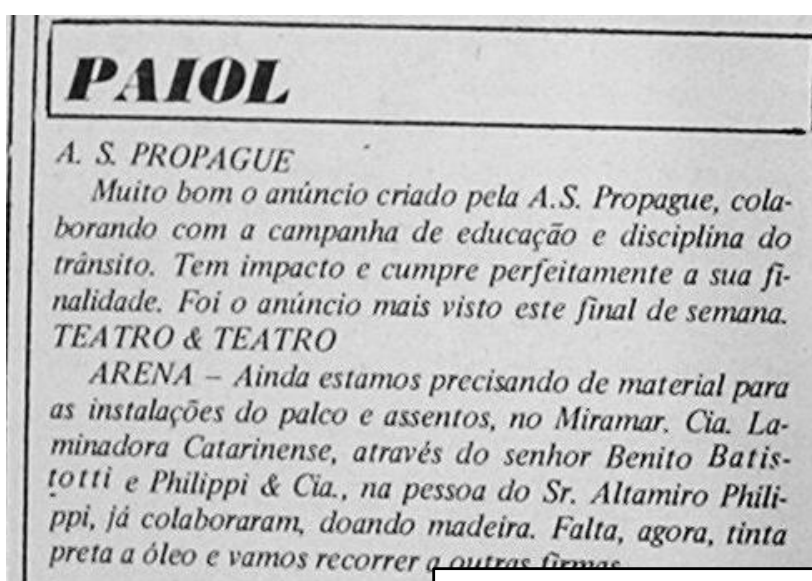 PAIOL
A. S. PROPAGUE
Muito bom o anúncio criado pela A.S. Propague, cola-
borando com a campanha de educação e disciplina do
trânsito. Tem impacto e cumpre perfeitamente a sua fi-
nalidade. Foi o anúncio mais visto este final de semana.
TEATRO & TEATRO
ARENA – Ainda estamos precisando de material para
as instalações do palco e assentos, no Miramar. Cia. La-
minadora Catarinense, através do senhor Benito Batis-
totti e Philippi & Cia., na pessoa do Sr. Altamiro Phili-
ppi, já colaboraram, doando madeira. Falta, agora, tinta
preta a óleo e vamos recorrer a outras firmas